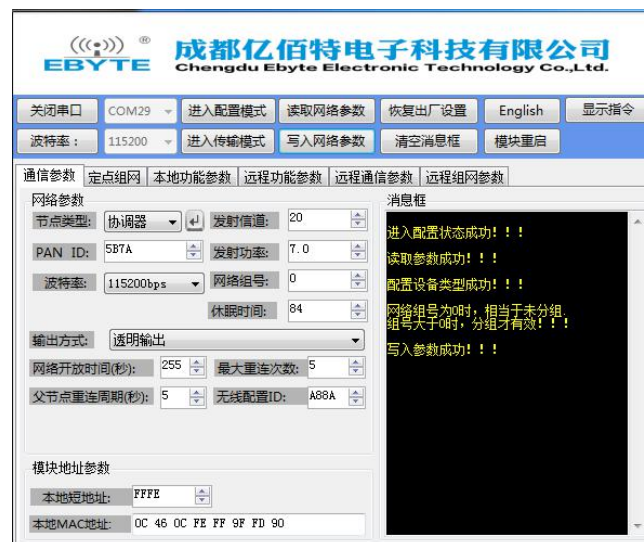 ((( ))) ®
EBYTE
成都亿佰特电子科技有限公司
Chengdu Ebyte Electronic Technology Co.,Ltd.
关闭串口 COM29 进入配置模式 读取网络参数 恢复出厂设置 English 显示指令
波特率： 115200 进入传输模式 写入网络参数 清空消息框 模块重启
通信参数 定点组网 本地功能参数 远程功能参数 远程通信参数 远程组网参数
网络参数
节点类型: 协调器 发射信道: 20
PAN ID: 5B7A 发射功率: 7.0
波特率: 115200bps 网络组号: 0
休眠时间: 84
输出方式: 透明输出
网络开放时间(秒): 255 最大重连次数: 5
父节点重连周期(秒): 5 无线配置ID: A88A
模块地址参数
本地短地址: FFFE
本地MAC地址: 0C 46 0C FE FF 9F FD 90
消息框
进入配置状态成功！！！
读取参数成功！！！
配置设备类型成功！！！
网络组号为0时，相当于未分组.
组号大于0时，分组才有效！！！
写入参数成功！！！